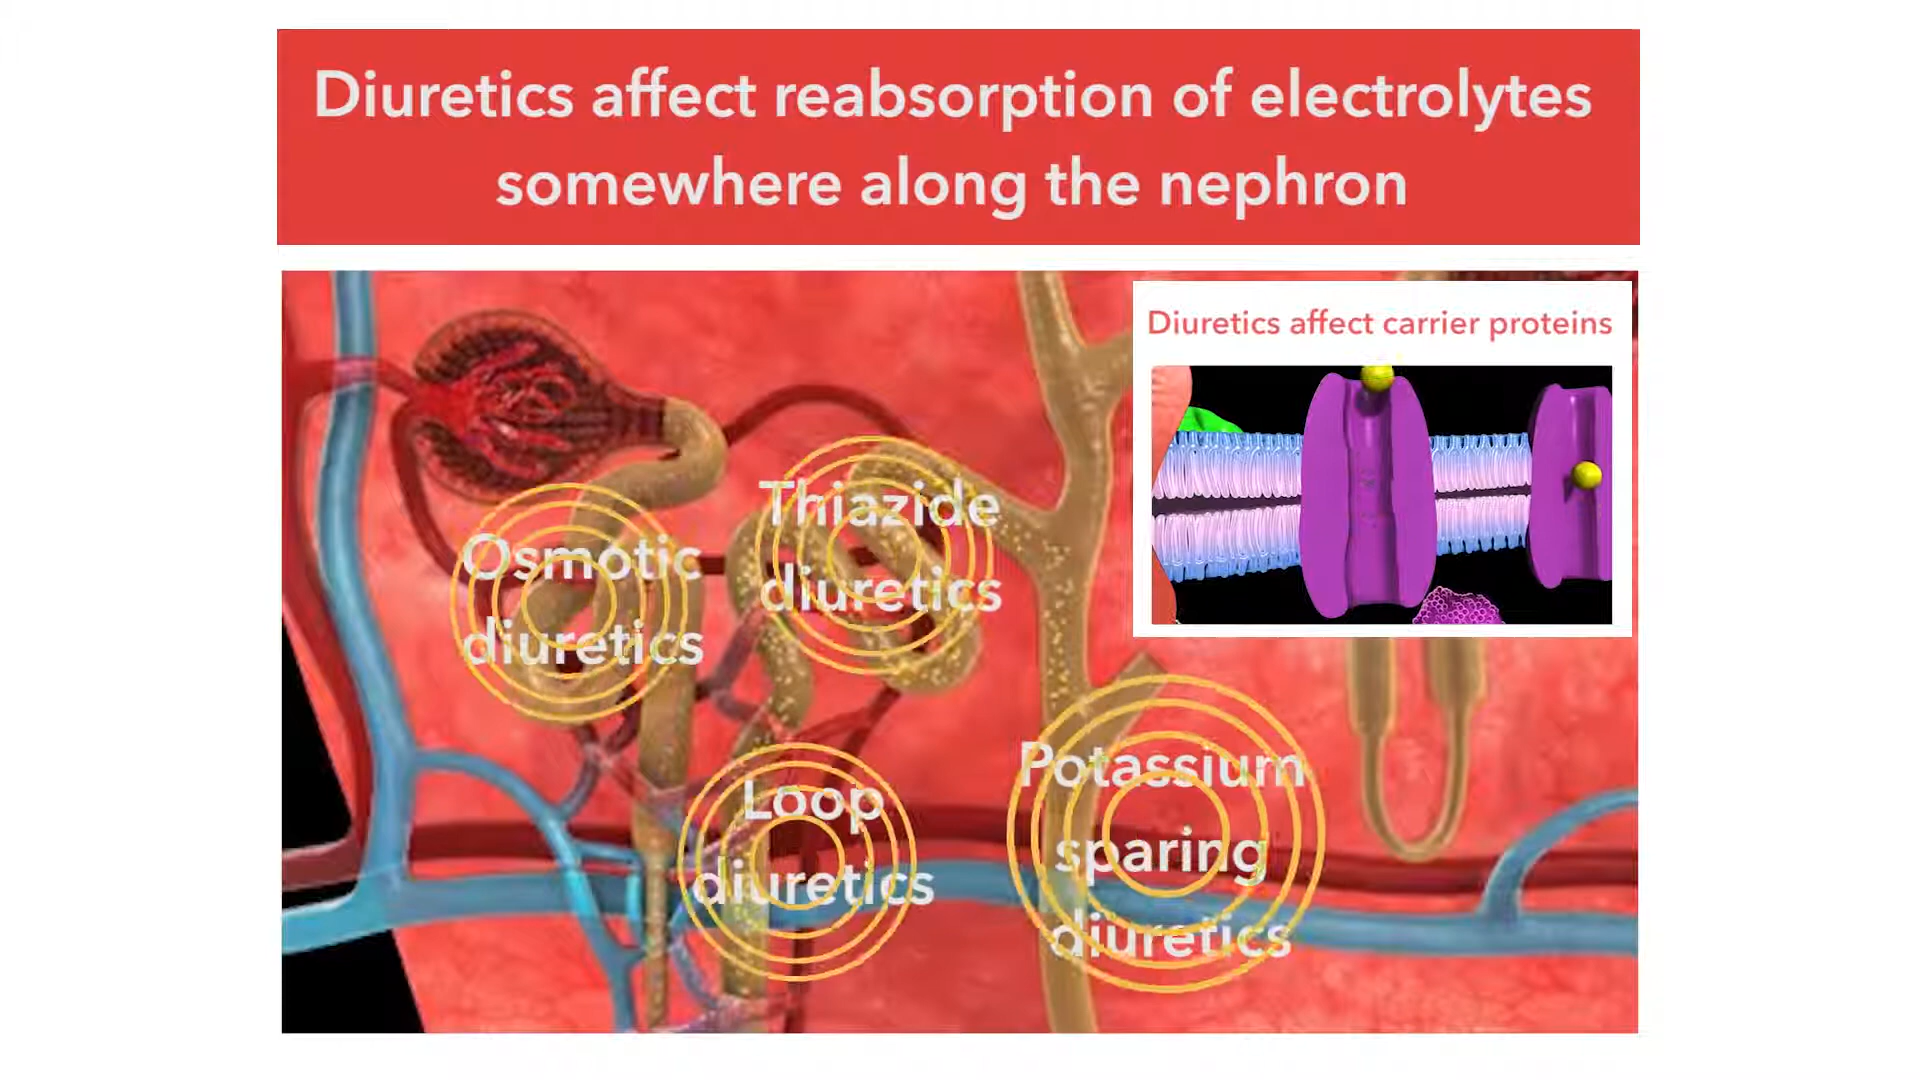 Diuretics affect reabsorption of electrolytes
somewhere along the nephron
Diuretics affect carrier proteins
Osmotic
diuretics
Thiazide
diuretics
Loop
diuretics
Potassium
sparing
diuretics